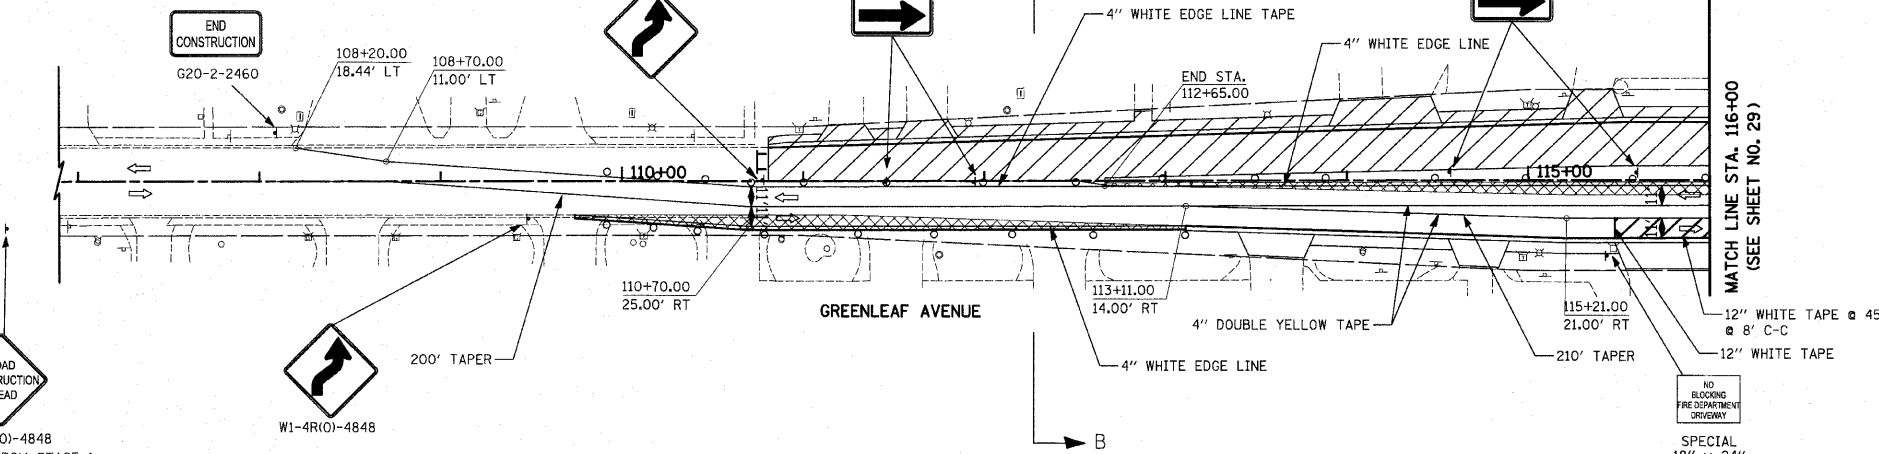 4" WHITE EDGE LINE TAPE
END
CONSTRUCTION
G20-2-2460
108+20.00
18.44' LT
108+70.00
11.00' LT
4" WHITE EDGE LINE
END STA.
112+65.00
110+00
115+00
11'
11'
11'
11'
MATCH LINE STA. 116+00
(SEE SHEET NO. 29)
110+70.00
25.00' RT
GREENLEAF AVENUE
113+11.00
14.00' RT
115+21.00
21.00' RT
4" DOUBLE YELLOW TAPE
12" WHITE TAPE @ 45
@ 8' C-C
200' TAPER
210' TAPER
12" WHITE TAPE
4" WHITE EDGE LINE
W1-4R(O)-4848
NO
BLOCKING
FIRE DEPARTMENT
DRIVEWAY
SPECIAL
B